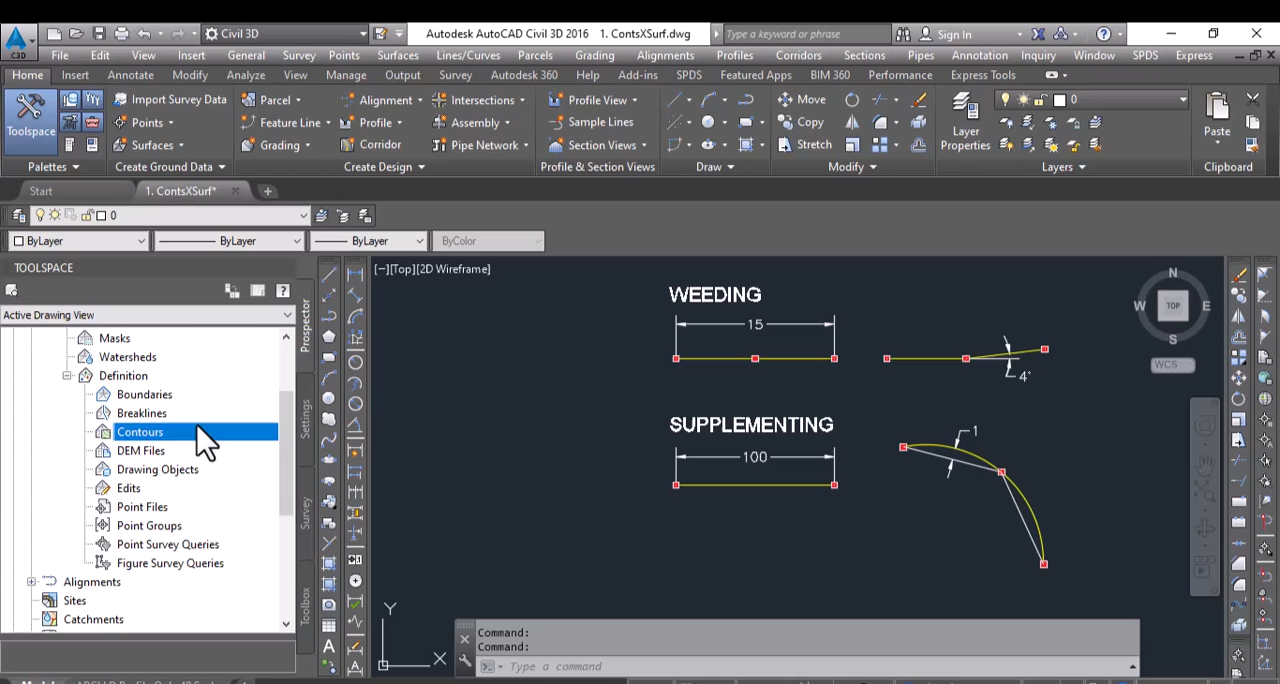 Civil 3D
Autodesk AutoCAD Civil 3D 2016 1. ContsXSurf.dwg
Type a keyword or phrase
Sign In
C3D
File Edit View Insert General Survey Points Surfaces Lines/Curves Parcels Grading Alignments Profiles Corridors Sections Pipes Annotation Inquiry Window SPDS Express
Home Insert Annotate Modify Analyze View Manage Output Survey Autodesk 360 Help Add-ins SPDS Featured Apps BIM 360 Performance Express Tools
Toolspace
Import Survey Data
Points
Surfaces
Parcel
Feature Line
Grading
Alignment
Profile
Corridor
Intersections
Assembly
Pipe Network
Profile View
Sample Lines
Section Views
Move
Copy
Stretch
Layer
Properties
0
Paste
Palettes
Create Ground Data
Create Design
Profile & Section Views
Draw
Modify
Layers
Clipboard
Start
1. ContsXSurf*
0
ByLayer
ByLayer
ByLayer
ByColor
TOOLSPACE
Active Drawing View
Masks
Watersheds
Definition
Boundaries
Breaklines
Contours
DEM Files
Drawing Objects
Edits
Point Files
Point Groups
Point Survey Queries
Figure Survey Queries
Alignments
Sites
Catchments
Prospector
Settings
Survey
Toolbox
[−][Top][2D Wireframe]
WEEDING
15
4°
SUPPLEMENTING
100
1
N
W
TOP
E
S
WCS
Y
X
Command:
Command:
Type a command